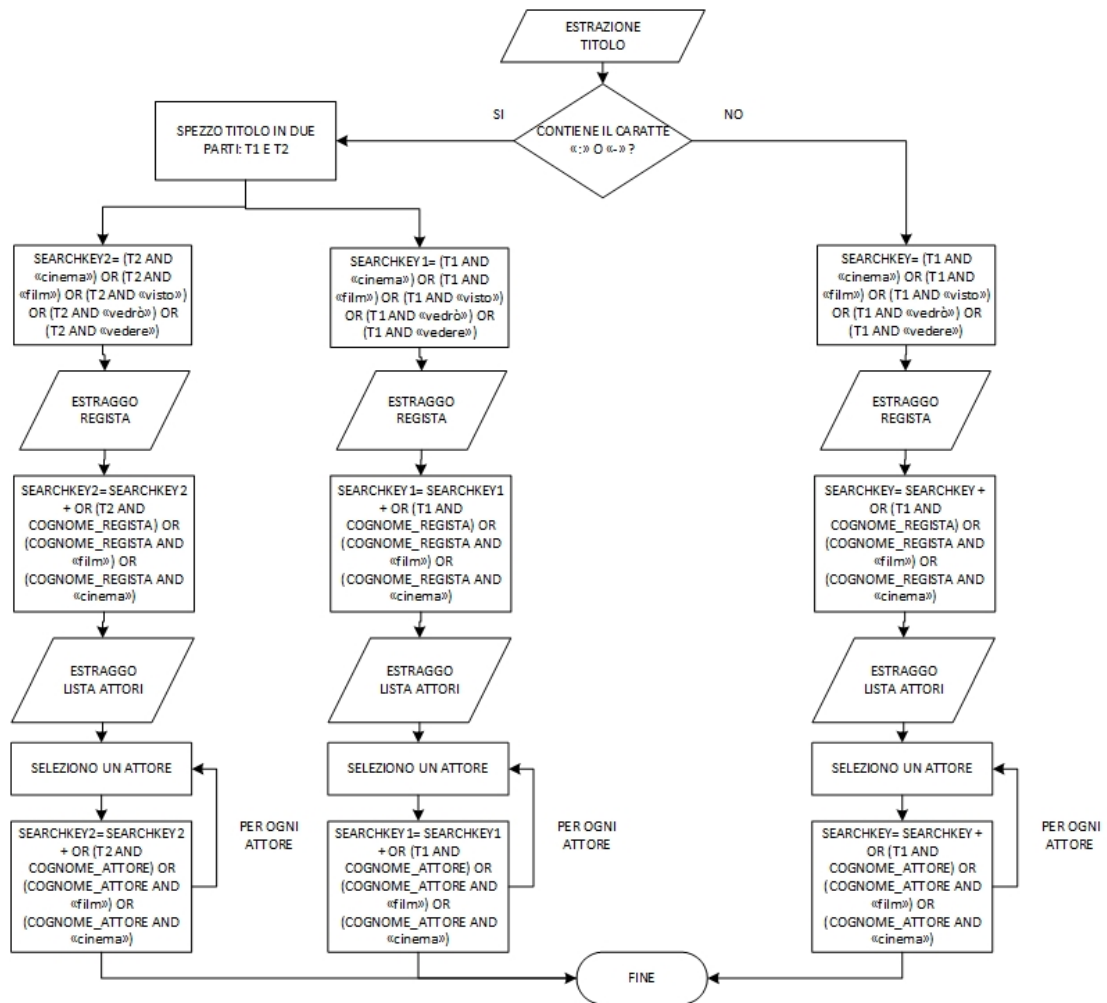 ESTRAZIONE
TITOLO
CONTIENE IL CARATTE
«:» O «-» ?
SI
NO
SPEZZO TITOLO IN DUE
PARTI: T1 E T2
SEARCHKEY2= (T2 AND
«cinema») OR (T2 AND
«film») OR (T2 AND «visto»)
OR (T2 AND «vedrò») OR
(T2 AND «vedere»)
ESTRAGGO
REGISTA
SEARCHKEY2= SEARCHKEY2
+ OR (T2 AND
COGNOME_REGISTA) OR
(COGNOME_REGISTA AND
«film») OR
(COGNOME_REGISTA AND
«cinema»)
ESTRAGGO
LISTA ATTORI
SELEZIONO UN ATTORE
SEARCHKEY2= SEARCHKEY2
+ OR (T2 AND
COGNOME_ATTORE) OR
(COGNOME_ATTORE AND
«film») OR
(COGNOME_ATTORE AND
«cinema»)
PER OGNI
ATTORE
SEARCHKEY1= (T1 AND
«cinema») OR (T1 AND
«film») OR (T1 AND «visto»)
OR (T1 AND «vedrò») OR
(T1 AND «vedere»)
ESTRAGGO
REGISTA
SEARCHKEY1= SEARCHKEY1
+ OR (T1 AND
COGNOME_REGISTA) OR
(COGNOME_REGISTA AND
«film») OR
(COGNOME_REGISTA AND
«cinema»)
ESTRAGGO
LISTA ATTORI
SELEZIONO UN ATTORE
SEARCHKEY1= SEARCHKEY1
+ OR (T1 AND
COGNOME_ATTORE) OR
(COGNOME_ATTORE AND
«film») OR
(COGNOME_ATTORE AND
«cinema»)
PER OGNI
ATTORE
SEARCHKEY= (T1 AND
«cinema») OR (T1 AND
«film») OR (T1 AND «visto»)
OR (T1 AND «vedrò») OR
(T1 AND «vedere»)
ESTRAGGO
REGISTA
SEARCHKEY= SEARCHKEY +
OR (T1 AND
COGNOME_REGISTA) OR
(COGNOME_REGISTA AND
«film») OR
(COGNOME_REGISTA AND
«cinema»)
ESTRAGGO
LISTA ATTORI
SELEZIONO UN ATTORE
SEARCHKEY= SEARCHKEY +
OR (T1 AND
COGNOME_ATTORE) OR
(COGNOME_ATTORE AND
«film») OR
(COGNOME_ATTORE AND
«cinema»)
PER OGNI
ATTORE
FINE